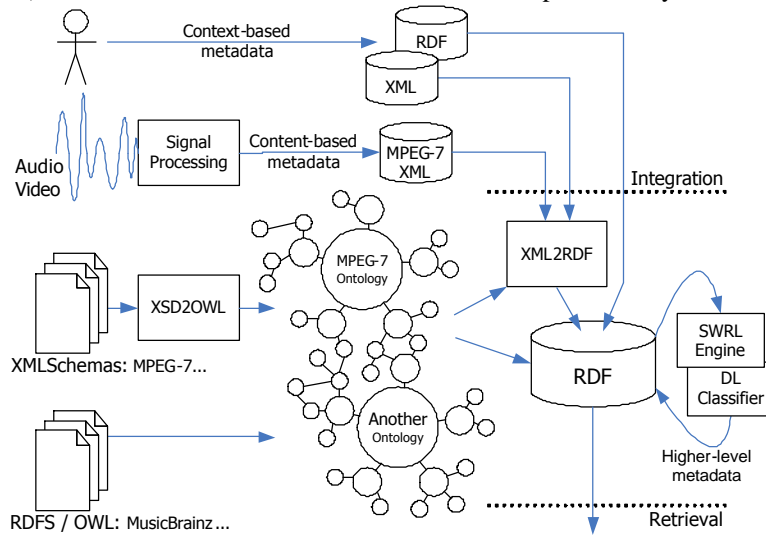 Context-based
metadata
RDF
XML
Audio
Video
Signal
Processing
Content-based
metadata
MPEG-7
XML
Integration
MPEG-7
Ontology
XML2RDF
XSD2OWL
XMLSchemas: MPEG-7...
RDF
SWRL
Engine
DL
Classifier
Another
Ontology
Higher-level
metadata
RDFS / OWL: MusicBrainz...
Retrieval